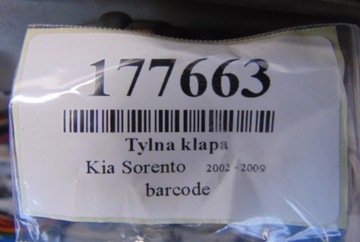 177663
Tylna klapa
Kia Sorento 2002 - 2009
barcode